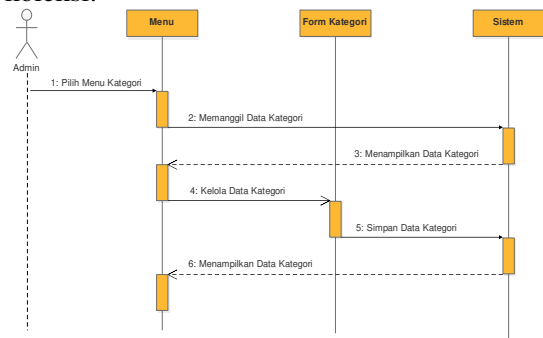 Menu
Form Kategori
Sistem
Admin
1: Pilih Menu Kategori
2: Memanggil Data Kategori
3: Menampilkan Data Kategori
4: Kelola Data Kategori
5: Simpan Data Kategori
6: Menampilkan Data Kategori